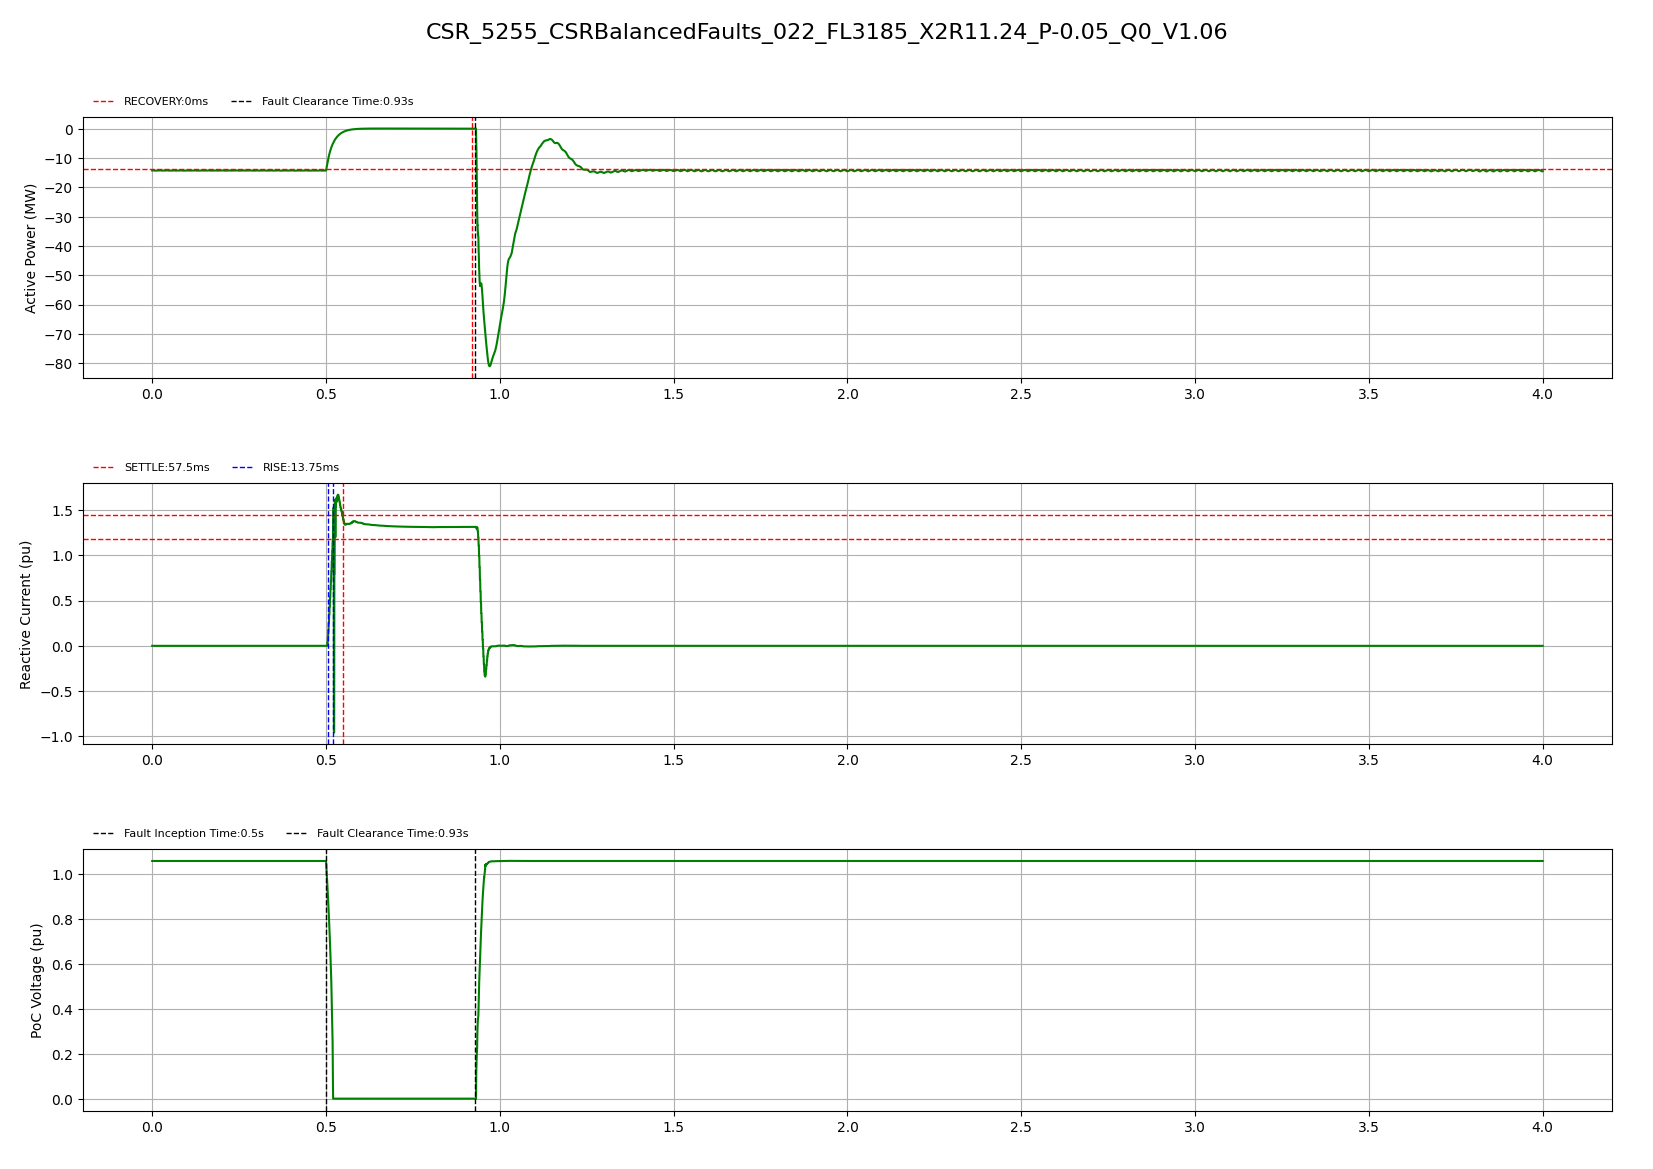 CSR_5255_CSRBalancedFaults_022_FL3185_X2R11.24_P-0.05_Q0_V1.06
RECOVERY:0ms Fault Clearance Time:0.93s
Active Power (MW)
0
−10
−20
−30
−40
−50
−60
−70
−80
0.0 0.5 1.0 1.5 2.0 2.5 3.0 3.5 4.0
SETTLE:57.5ms RISE:13.75ms
Reactive Current (pu)
1.5
1.0
0.5
0.0
−0.5
−1.0
0.0 0.5 1.0 1.5 2.0 2.5 3.0 3.5 4.0
Fault Inception Time:0.5s Fault Clearance Time:0.93s
PoC Voltage (pu)
1.0
0.8
0.6
0.4
0.2
0.0
0.0 0.5 1.0 1.5 2.0 2.5 3.0 3.5 4.0